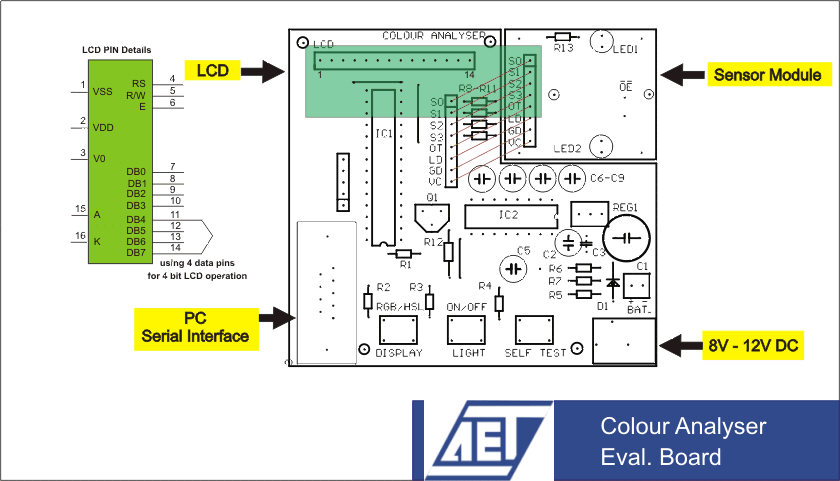 LCD PIN Details
1 VSS
2 VDD
3 V0
15 A
16 K
RS 4
R/W 5
E 6
DB0 7
DB1 8
DB2 9
DB3 10
DB4 11
DB5 12
DB6 13
DB7 14
using 4 data pins
for 4 bit LCD operation
LCD
PC
Serial Interface
Sensor Module
8V - 12V DC
LCD
COLOUR ANALYSER
1 14
R8-R11
IC1
S0
S1
S2
S3
OT
LD
GD
VC
S0
S1
S2
S3
OT
LD
GD
VC
R13
LED1
OE
LED2
C6-C9
Q1
IC2
REG1
R12
R1
C5
C2
C3
R6
R7
R5
D1
C1
BAT.
R2
R3
R4
RGB/HSL
ON/OFF
DISPLAY
LIGHT
SELF TEST
AET
Colour Analyser
Eval. Board